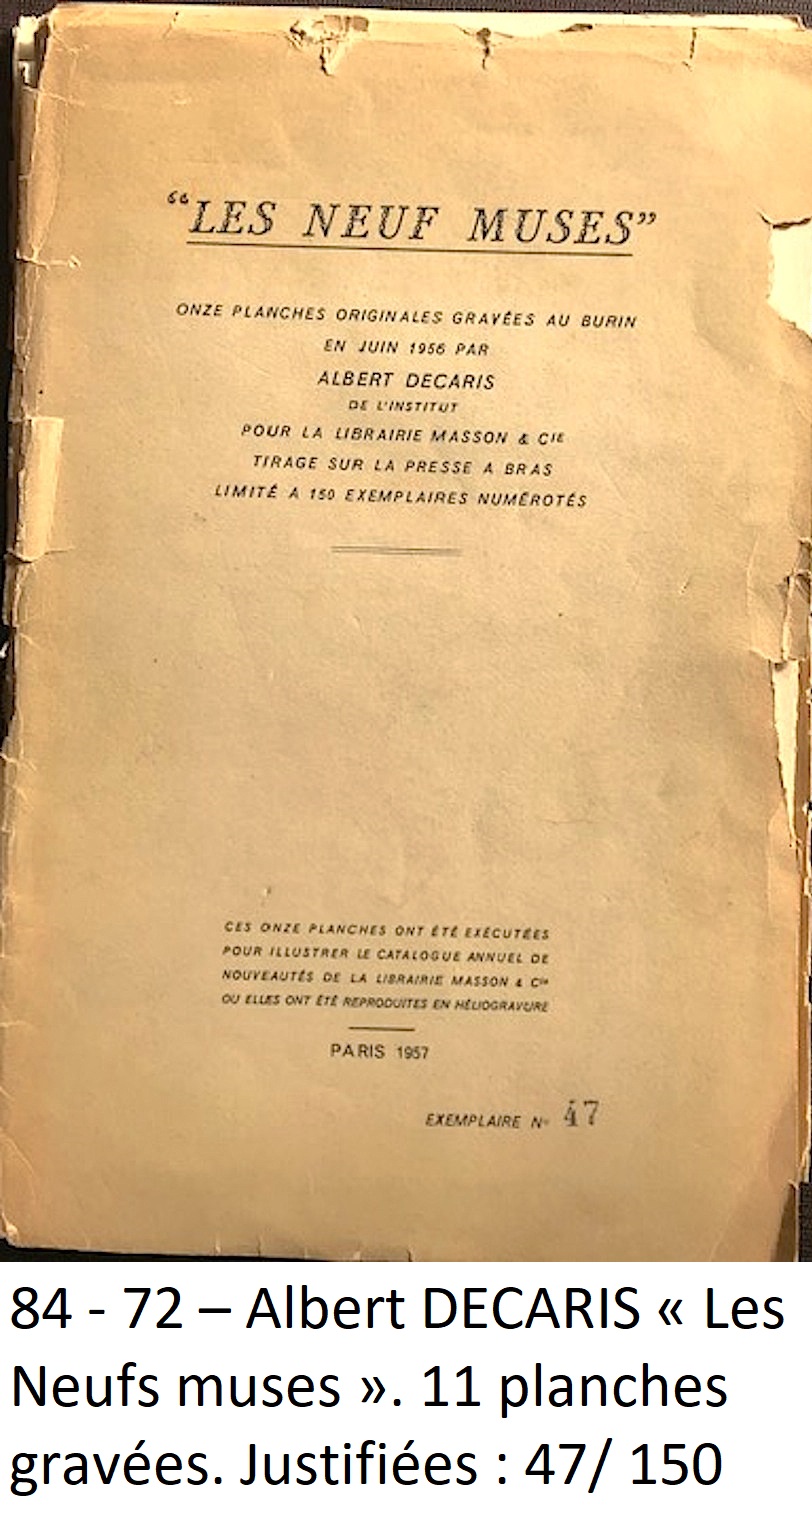 “LES NEUF MUSES”
ONZE PLANCHES ORIGINALES GRAVÉES AU BURIN
EN JUIN 1956 PAR
ALBERT DECARIS
DE L'INSTITUT
POUR LA LIBRAIRIE MASSON & CIE
TIRAGE SUR LA PRESSE A BRAS
LIMITÉ A 150 EXEMPLAIRES NUMÉROTÉS
CES ONZE PLANCHES ONT ÉTÉ EXÉCUTÉES
POUR ILLUSTRER LE CATALOGUE ANNUEL DE
NOUVEAUTÉS DE LA LIBRAIRIE MASSON & Cie
OU ELLES ONT ÉTÉ REPRODUITES EN HÉLIOGRAVURE
PARIS 1957
EXEMPLAIRE No 47
84 - 72 – Albert DECARIS « Les
Neufs muses ». 11 planches
gravées. Justifiées : 47/ 150